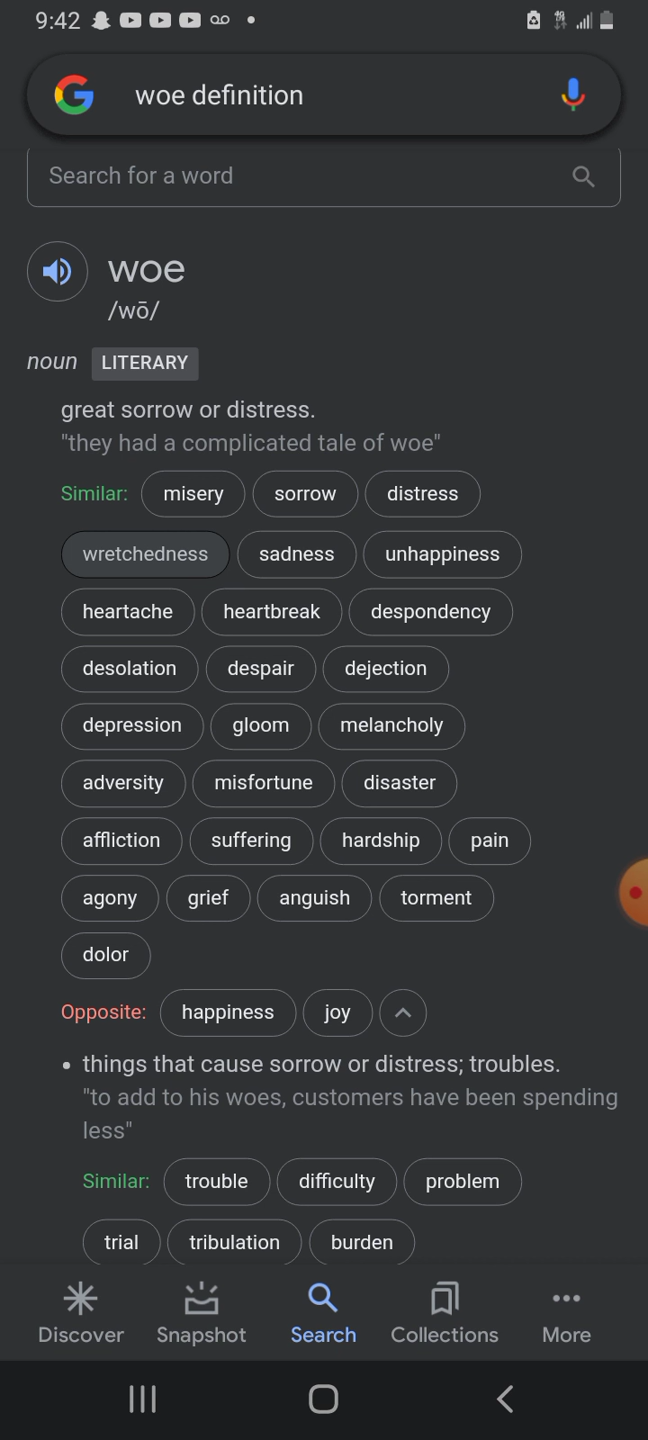 9:42
woe definition
Search for a word
woe
/wō/
noun LITERARY
great sorrow or distress.
"they had a complicated tale of woe"
Similar: misery sorrow distress
wretchedness sadness unhappiness
heartache heartbreak despondency
desolation despair dejection
depression gloom melancholy
adversity misfortune disaster
affliction suffering hardship pain
agony grief anguish torment
dolor
Opposite: happiness joy
• things that cause sorrow or distress; troubles.
"to add to his woes, customers have been spending
less"
Similar: trouble difficulty problem
trial tribulation burden
Discover Snapshot Search Collections More